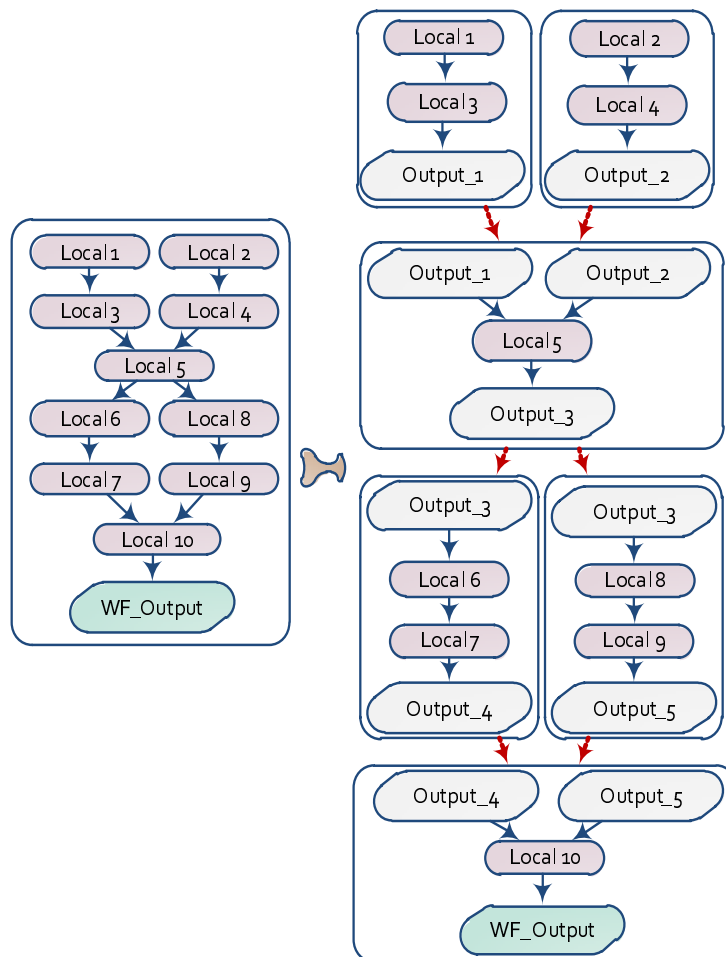 Local 1
Local 2
Local 3
Local 4
Local 5
Local 6
Local 8
Local 7
Local 9
Local 10
WF_Output
Local 1
Local 3
Output_1
Local 2
Local 4
Output_2
Output_1
Output_2
Local 5
Output_3
Output_3
Local 6
Local 7
Output_4
Output_3
Local 8
Local 9
Output_5
Output_4
Output_5
Local 10
WF_Output